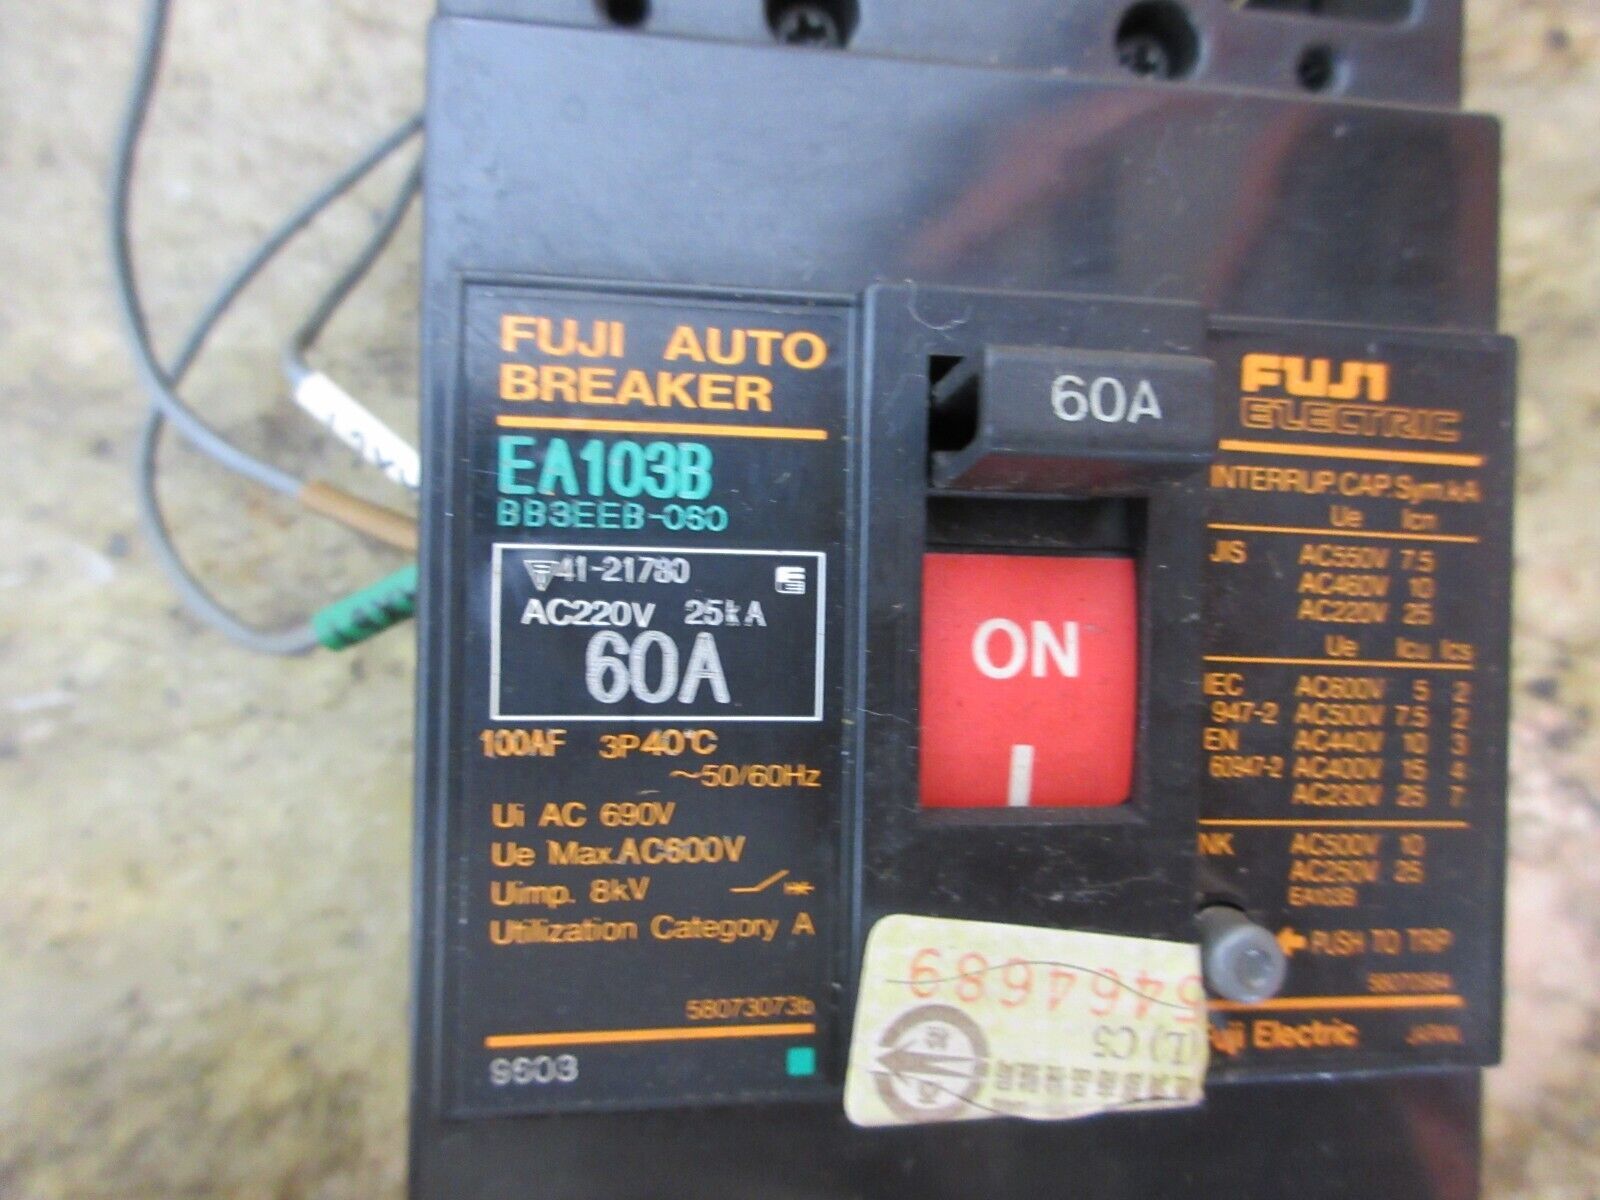 FUJI AUTO
BREAKER
EA103B
BB3EEB-060
41-21780
AC220V 25kA
60A
100AF 3P 40°C
~50/60Hz
Ui AC 690V
Ue Max.AC600V
Uimp. 8kV
Utilization Category A
58073073b
9603
60A
ON
FUJI
ELECTRIC
INTERRUP.CAP.Sym.kA
Ue Icn
JIS AC550V 7.5
AC460V 10
AC220V 25
Ue Icu Ics
IEC AC600V 5 2
947-2 AC500V 7.5 2
EN AC440V 10 3
60947-2 AC400V 15 4
AC230V 25 7
NK AC500V 10
AC250V 25
EA103B
PUSH TO TRIP
Fuji Electric JAPAN
546 4689
(L) C5